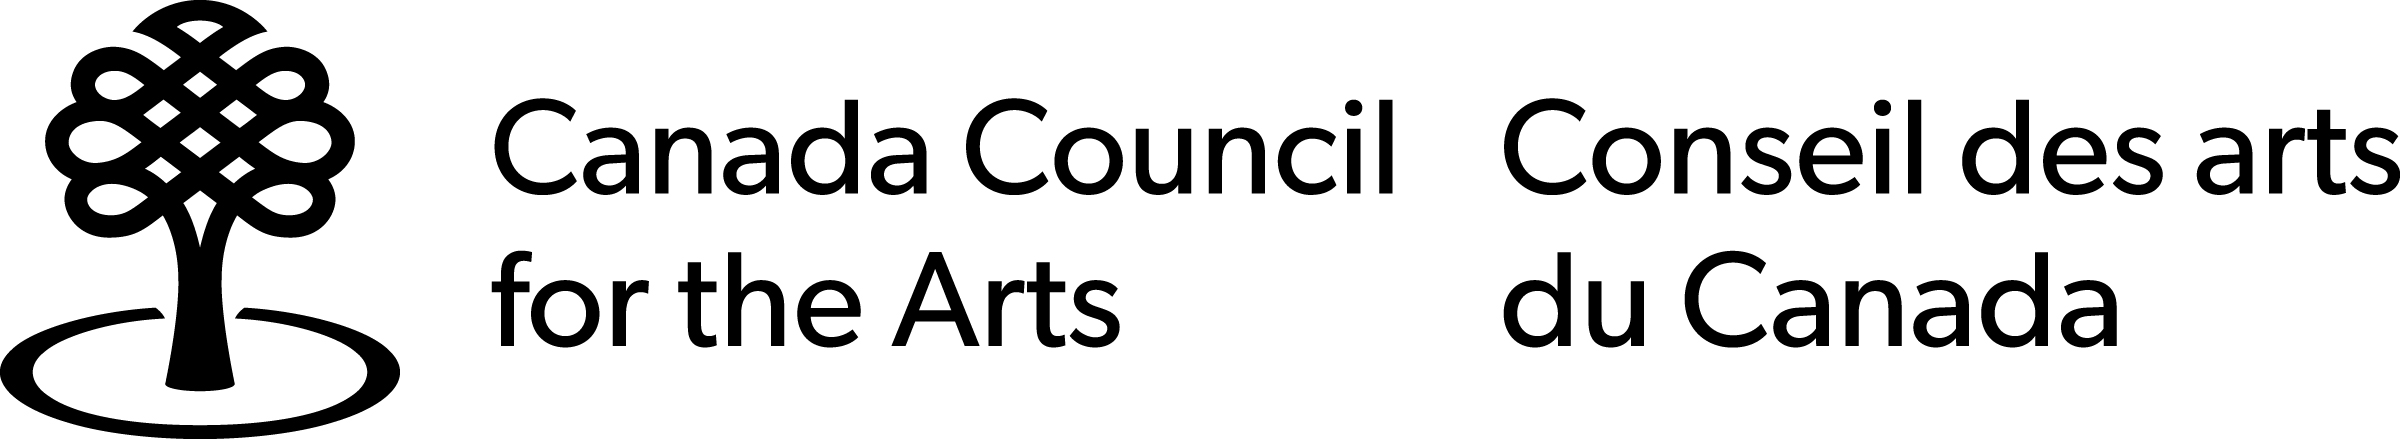 Canada Council
for the Arts
Conseil des arts
du Canada